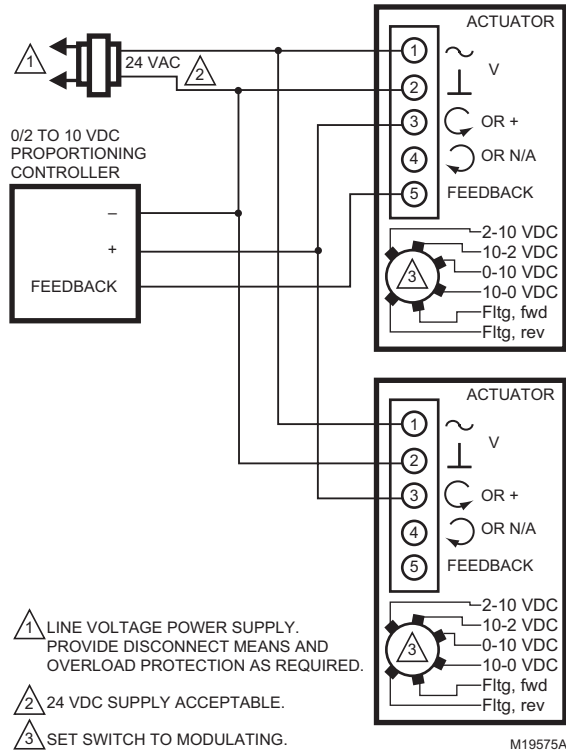 1
24 VAC
2
0/2 TO 10 VDC
PROPORTIONING
CONTROLLER
–
+
FEEDBACK
ACTUATOR
1
V
2
3 OR +
4 OR N/A
5 FEEDBACK
2-10 VDC
10-2 VDC
0-10 VDC
10-0 VDC
Fltg, fwd
Fltg, rev
3
ACTUATOR
1
V
2
3 OR +
4 OR N/A
5 FEEDBACK
2-10 VDC
10-2 VDC
0-10 VDC
10-0 VDC
Fltg, fwd
Fltg, rev
3
1 LINE VOLTAGE POWER SUPPLY.
PROVIDE DISCONNECT MEANS AND
OVERLOAD PROTECTION AS REQUIRED.
2 24 VDC SUPPLY ACCEPTABLE.
3 SET SWITCH TO MODULATING.
M19575A